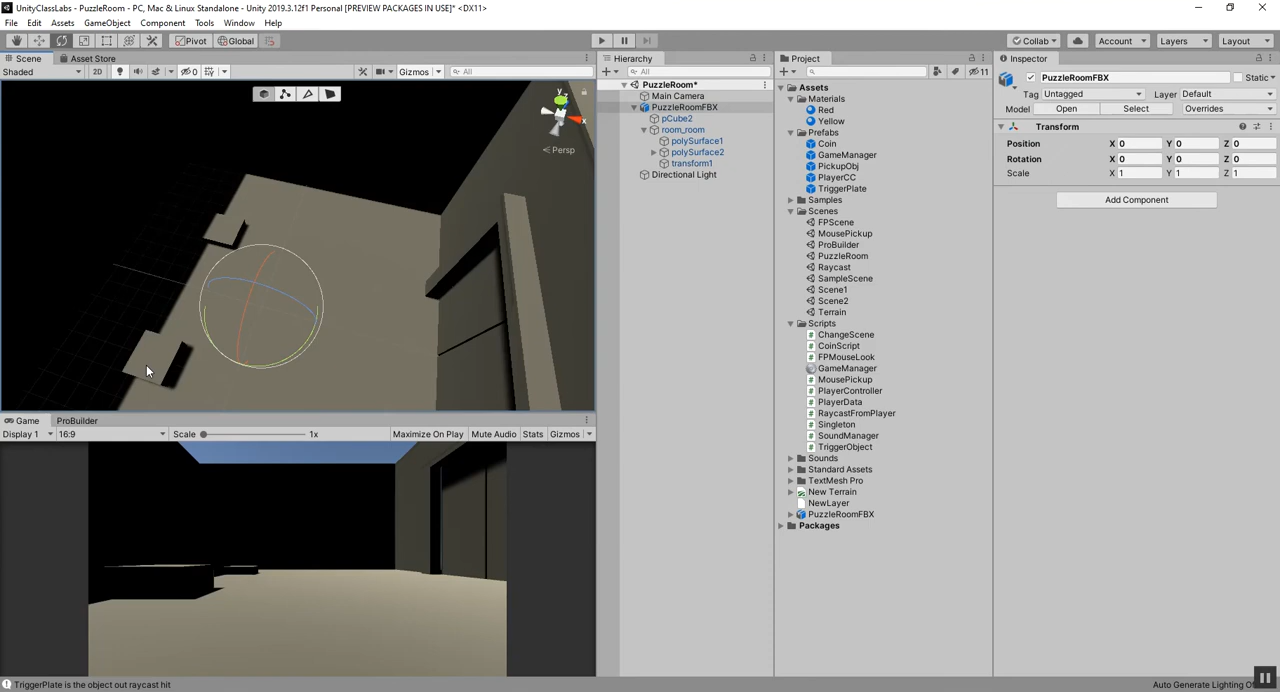 UnityClassLabs - PuzzleRoom - PC, Mac & Linux Standalone - Unity 2019.3.12f1 Personal [PREVIEW PACKAGES IN USE]* <DX11>
File Edit Assets GameObject Component Tools Window Help
Pivot Global Collab Account Layers Layout
Scene Asset Store
Shaded 2D 0 Gizmos All
y x Persp
Game ProBuilder
Display 1 16:9 Scale 1x Maximize On Play Mute Audio Stats Gizmos
Hierarchy
All
PuzzleRoom*
Main Camera
PuzzleRoomFBX
pCube2
room_room
polySurface1
polySurface2
transform1
Directional Light
Project
11
Assets
Materials
Red
Yellow
Prefabs
Coin
GameManager
PickupObj
PlayerCC
TriggerPlate
Samples
Scenes
FPScene
MousePickup
ProBuilder
PuzzleRoom
Raycast
SampleScene
Scene1
Scene2
Terrain
Scripts
ChangeScene
CoinScript
FPMouseLook
GameManager
MousePickup
PlayerController
PlayerData
RaycastFromPlayer
Singleton
SoundManager
TriggerObject
Sounds
Standard Assets
TextMesh Pro
New Terrain
NewLayer
PuzzleRoomFBX
Packages
Inspector
PuzzleRoomFBX Static
Tag Untagged Layer Default
Model Open Select Overrides
Transform
Position X 0 Y 0 Z 0
Rotation X 0 Y 0 Z 0
Scale X 1 Y 1 Z 1
Add Component
TriggerPlate is the object out raycast hit
Auto Generate Lighting